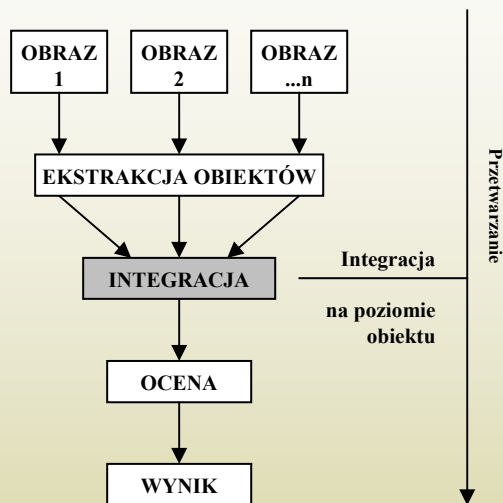 OBRAZ
1
OBRAZ
2
OBRAZ
...n
EKSTRAKCJA OBIEKTÓW
INTEGRACJA
Integracja
na poziomie
obiektu
OCENA
WYNIK
Przetwarzanie